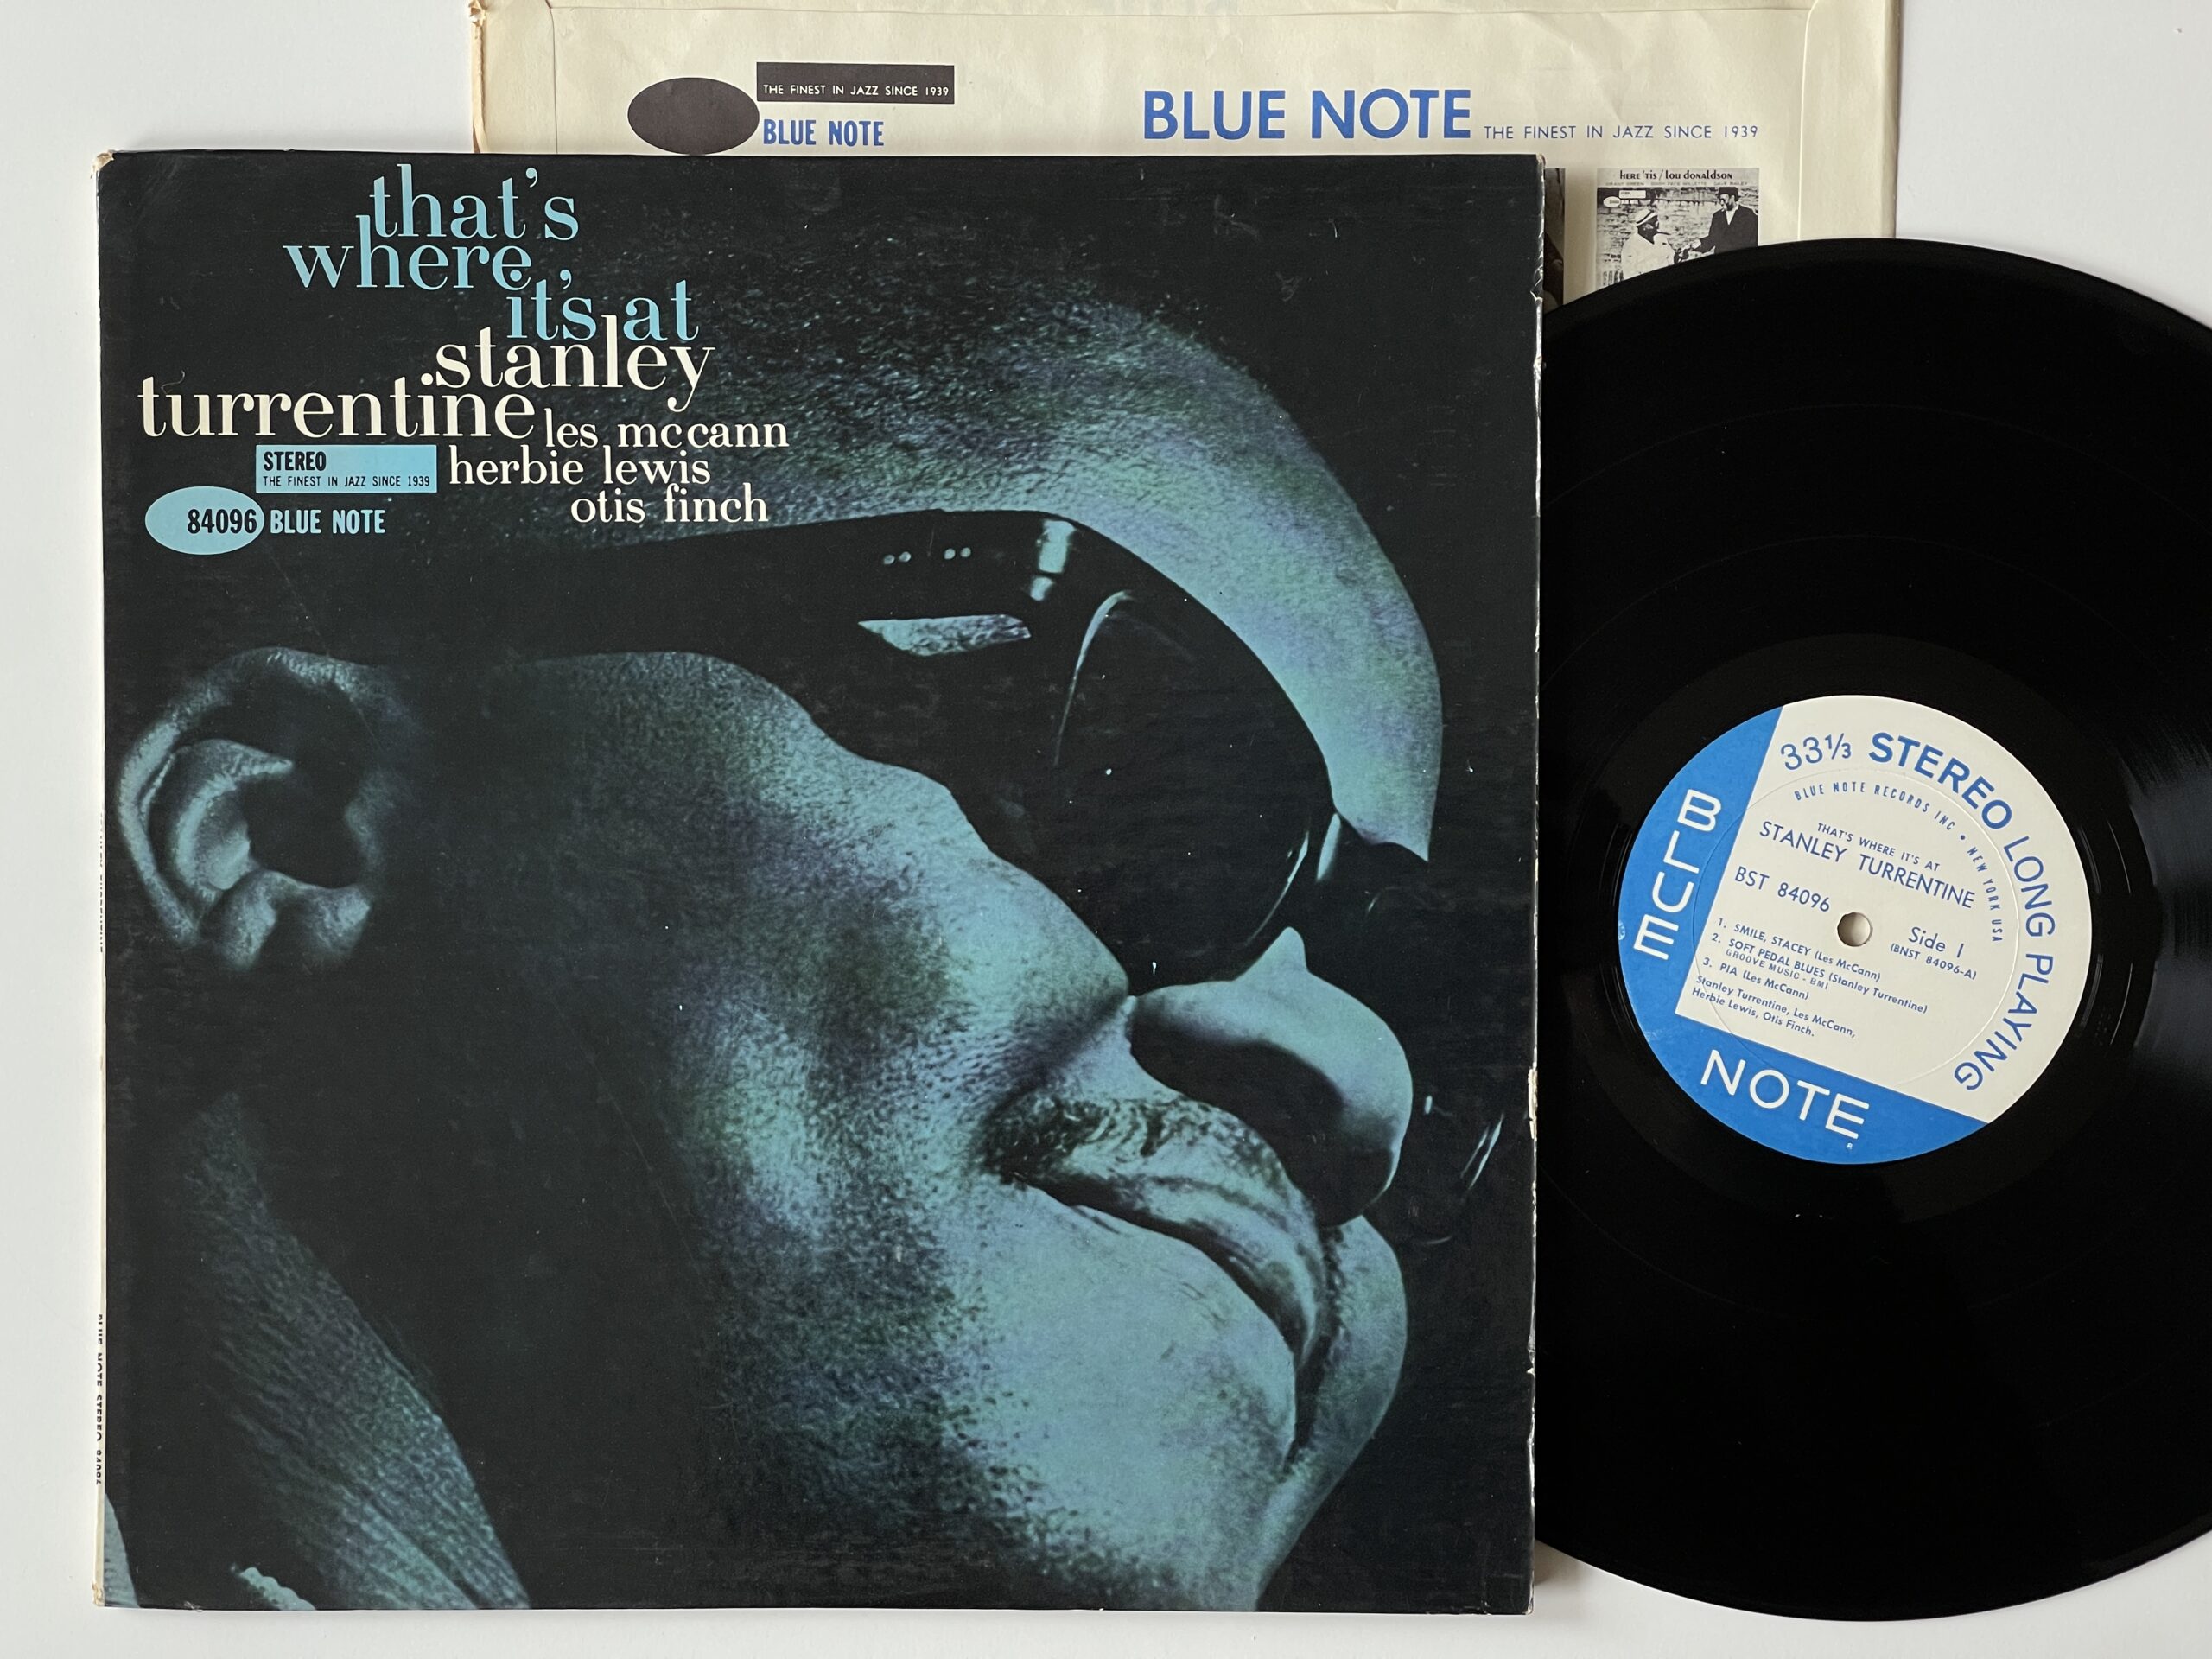 THE FINEST IN JAZZ SINCE 1939
BLUE NOTE
BLUE NOTE THE FINEST IN JAZZ SINCE 1939
here 'tis / lou donaldson
that's
where
it's at
stanley
turrentine
les mccann
herbie lewis
otis finch
STEREO
THE FINEST IN JAZZ SINCE 1939
84096 BLUE NOTE
BLUE NOTE STEREO 84096
33⅓ STEREO LONG PLAYING
BLUE NOTE RECORDS INC • NEW YORK USA
THAT'S WHERE IT'S AT
STANLEY TURRENTINE
BST 84096
Side 1
(BNST 84096-A)
1. SMILE, STACEY (Les McCann)
2. SOFT PEDAL BLUES (Stanley Turrentine)
GROOVE MUSIC - BMI
3. PIA (Les McCann)
Stanley Turrentine, Les McCann,
Herbie Lewis, Otis Finch.
BLUE
NOTE